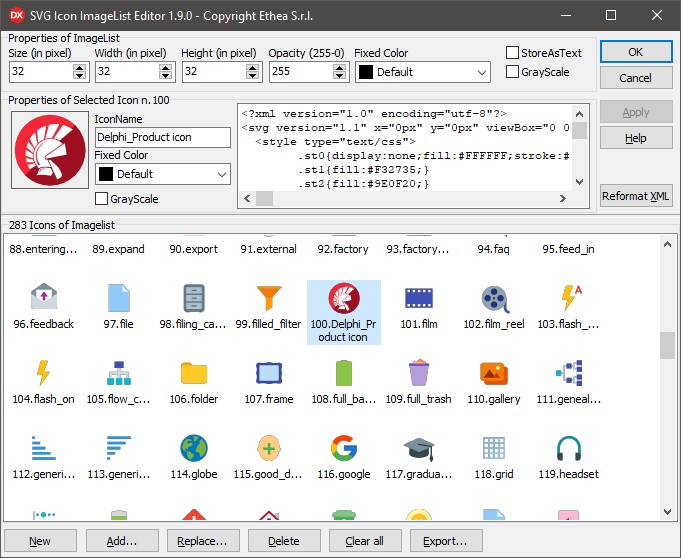 DX SVG Icon ImageList Editor 1.9.0 - Copyright Ethea S.r.l.
Properties of ImageList
Size (in pixel) Width (in pixel) Height (in pixel) Opacity (255-0) Fixed Color
32 32 32 255 Default
StoreAsText
GrayScale
OK
Cancel
Apply
Help
Reformat XML
Properties of Selected Icon n.100
IconName
Delphi_Product icon
Fixed Color
Default
GrayScale
<?xml version="1.0" encoding="utf-8"?>
<svg version="1.1" x="0px" y="0px" viewBox="0 0
<style type="text/css">
.st0{display:none;fill:#FFFFFF;stroke:#
.st1{fill:#F32735;}
.st2{fill:#9E0F20;}
283 Icons of Imagelist
88.entering... 89.expand 90.export 91.external 92.factory 93.factory... 94.faq 95.feed_in
96.feedback 97.file 98.filing_ca... 99.filled_filter 100.Delphi_Pr 101.film 102.film_reel 103.flash_...
oduct icon
104.flash_on 105.flow_c... 106.folder 107.frame 108.full_ba... 109.full_trash 110.gallery 111.geneal...
112.generi... 113.generi... 114.globe 115.good_d... 116.google 117.gradua... 118.grid 119.headset
New Add... Replace... Delete Clear all Export...